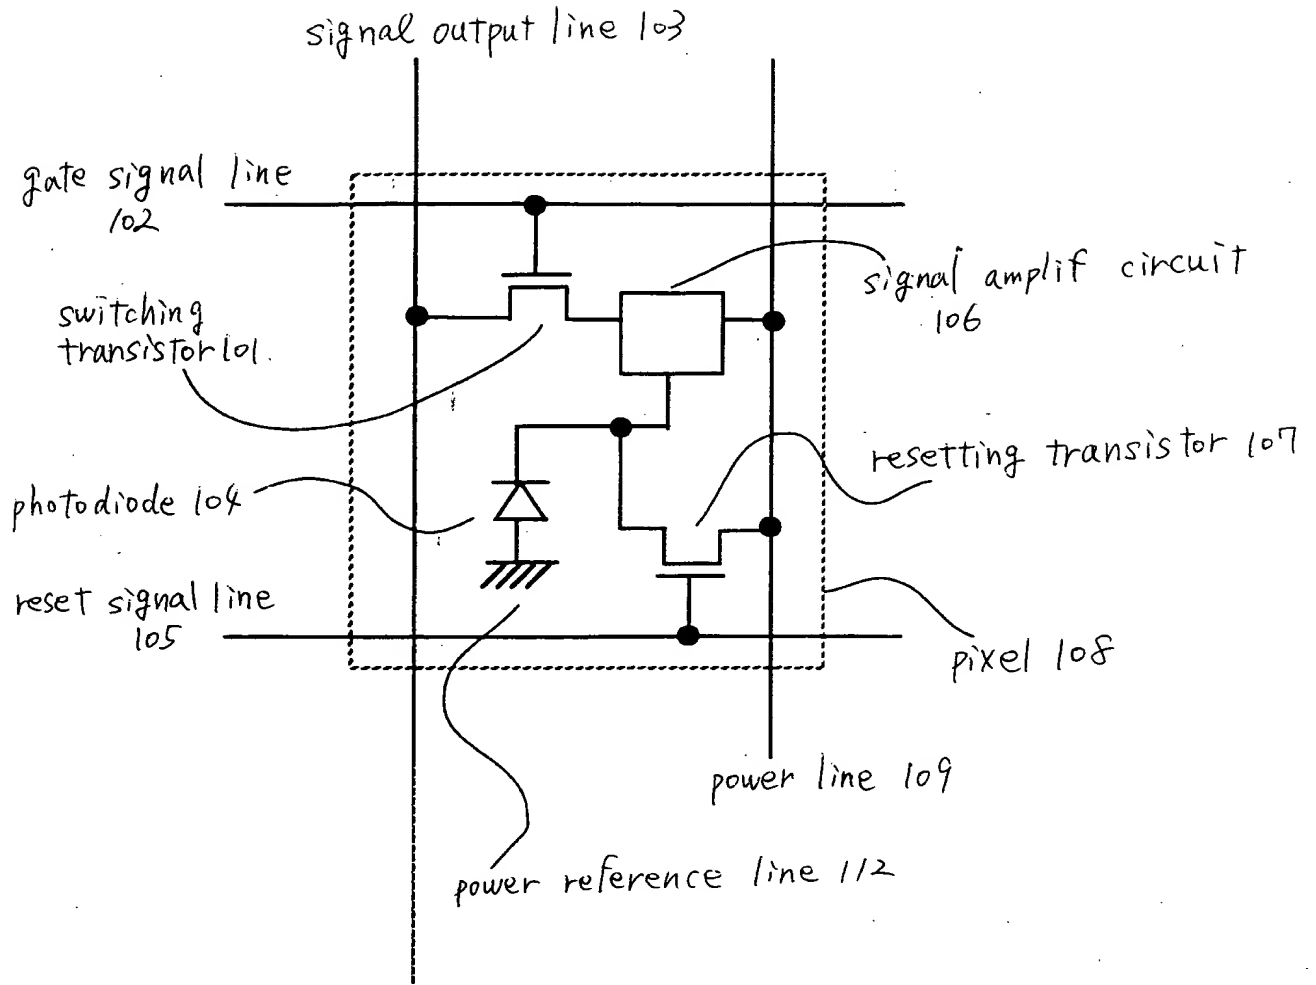 signal output line 103
gate signal line
102
signal amplif circuit
106
switching
transistor 101.
resetting transistor 107
photodiode 104
reset signal line
105
pixel 108
power line 109
power reference line 112